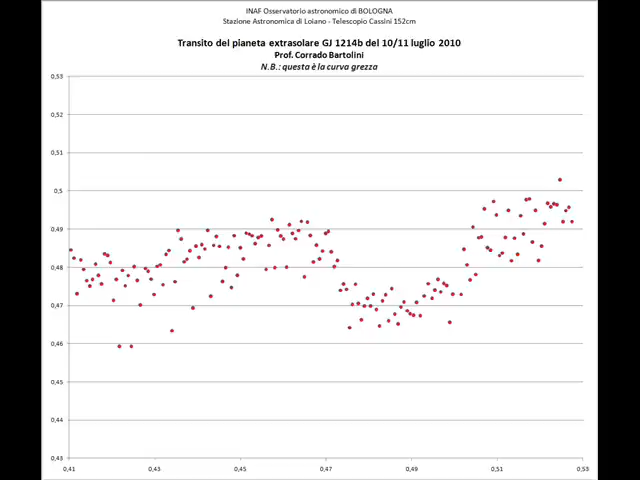 INAF Osservatorio astronomico di BOLOGNA
Stazione Astronomica di Loiano - Telescopio Cassini 152cm
Transito del pianeta extrasolare GJ 1214b del 10/11 luglio 2010
Prof. Corrado Bartolini
N.B.: questa è la curva grezza
0,53
0,52
0,51
0,5
0,49
0,48
0,47
0,46
0,45
0,44
0,43
0,41 0,43 0,45 0,47 0,49 0,51 0,53